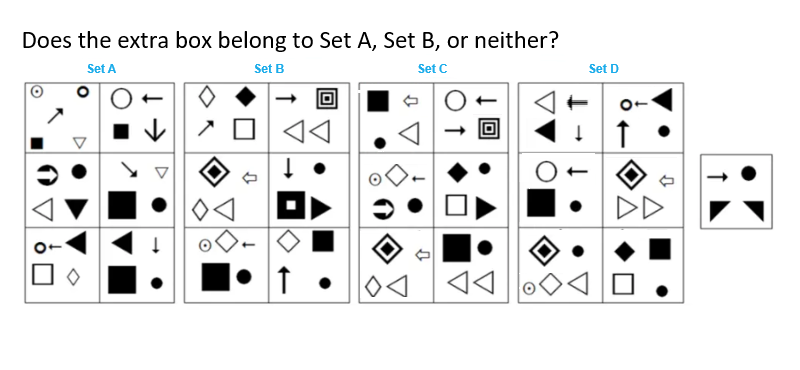 Does the extra box belong to Set A, Set B, or neither?
Set A Set B Set C Set D